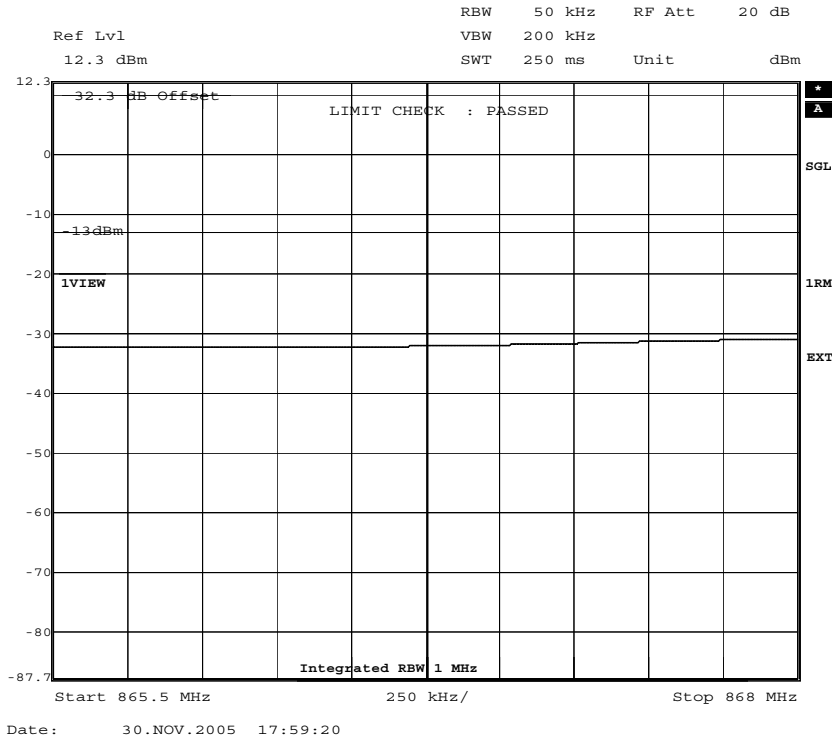 RBW 50 kHz RF Att 20 dB
Ref Lvl VBW 200 kHz
12.3 dBm SWT 250 ms Unit dBm
12.3
32.3 dB Offset
*
LIMIT CHECK : PASSED
A
0
SGL
-10
-13dBm
-20
1VIEW
1RM
-30
EXT
-40
-50
-60
-70
-80
Integrated RBW 1 MHz
-87.7
Start 865.5 MHz 250 kHz/ Stop 868 MHz
Date: 30.NOV.2005 17:59:20